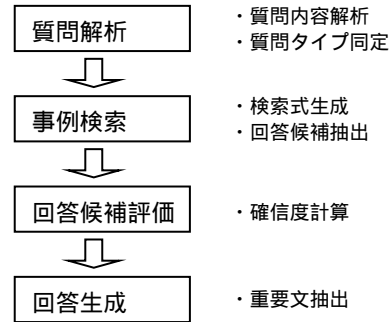 質問解析
・質問内容解析
・質問タイプ同定
事例検索
・検索式生成
・回答候補抽出
回答候補評価
・確信度計算
回答生成
・重要文抽出